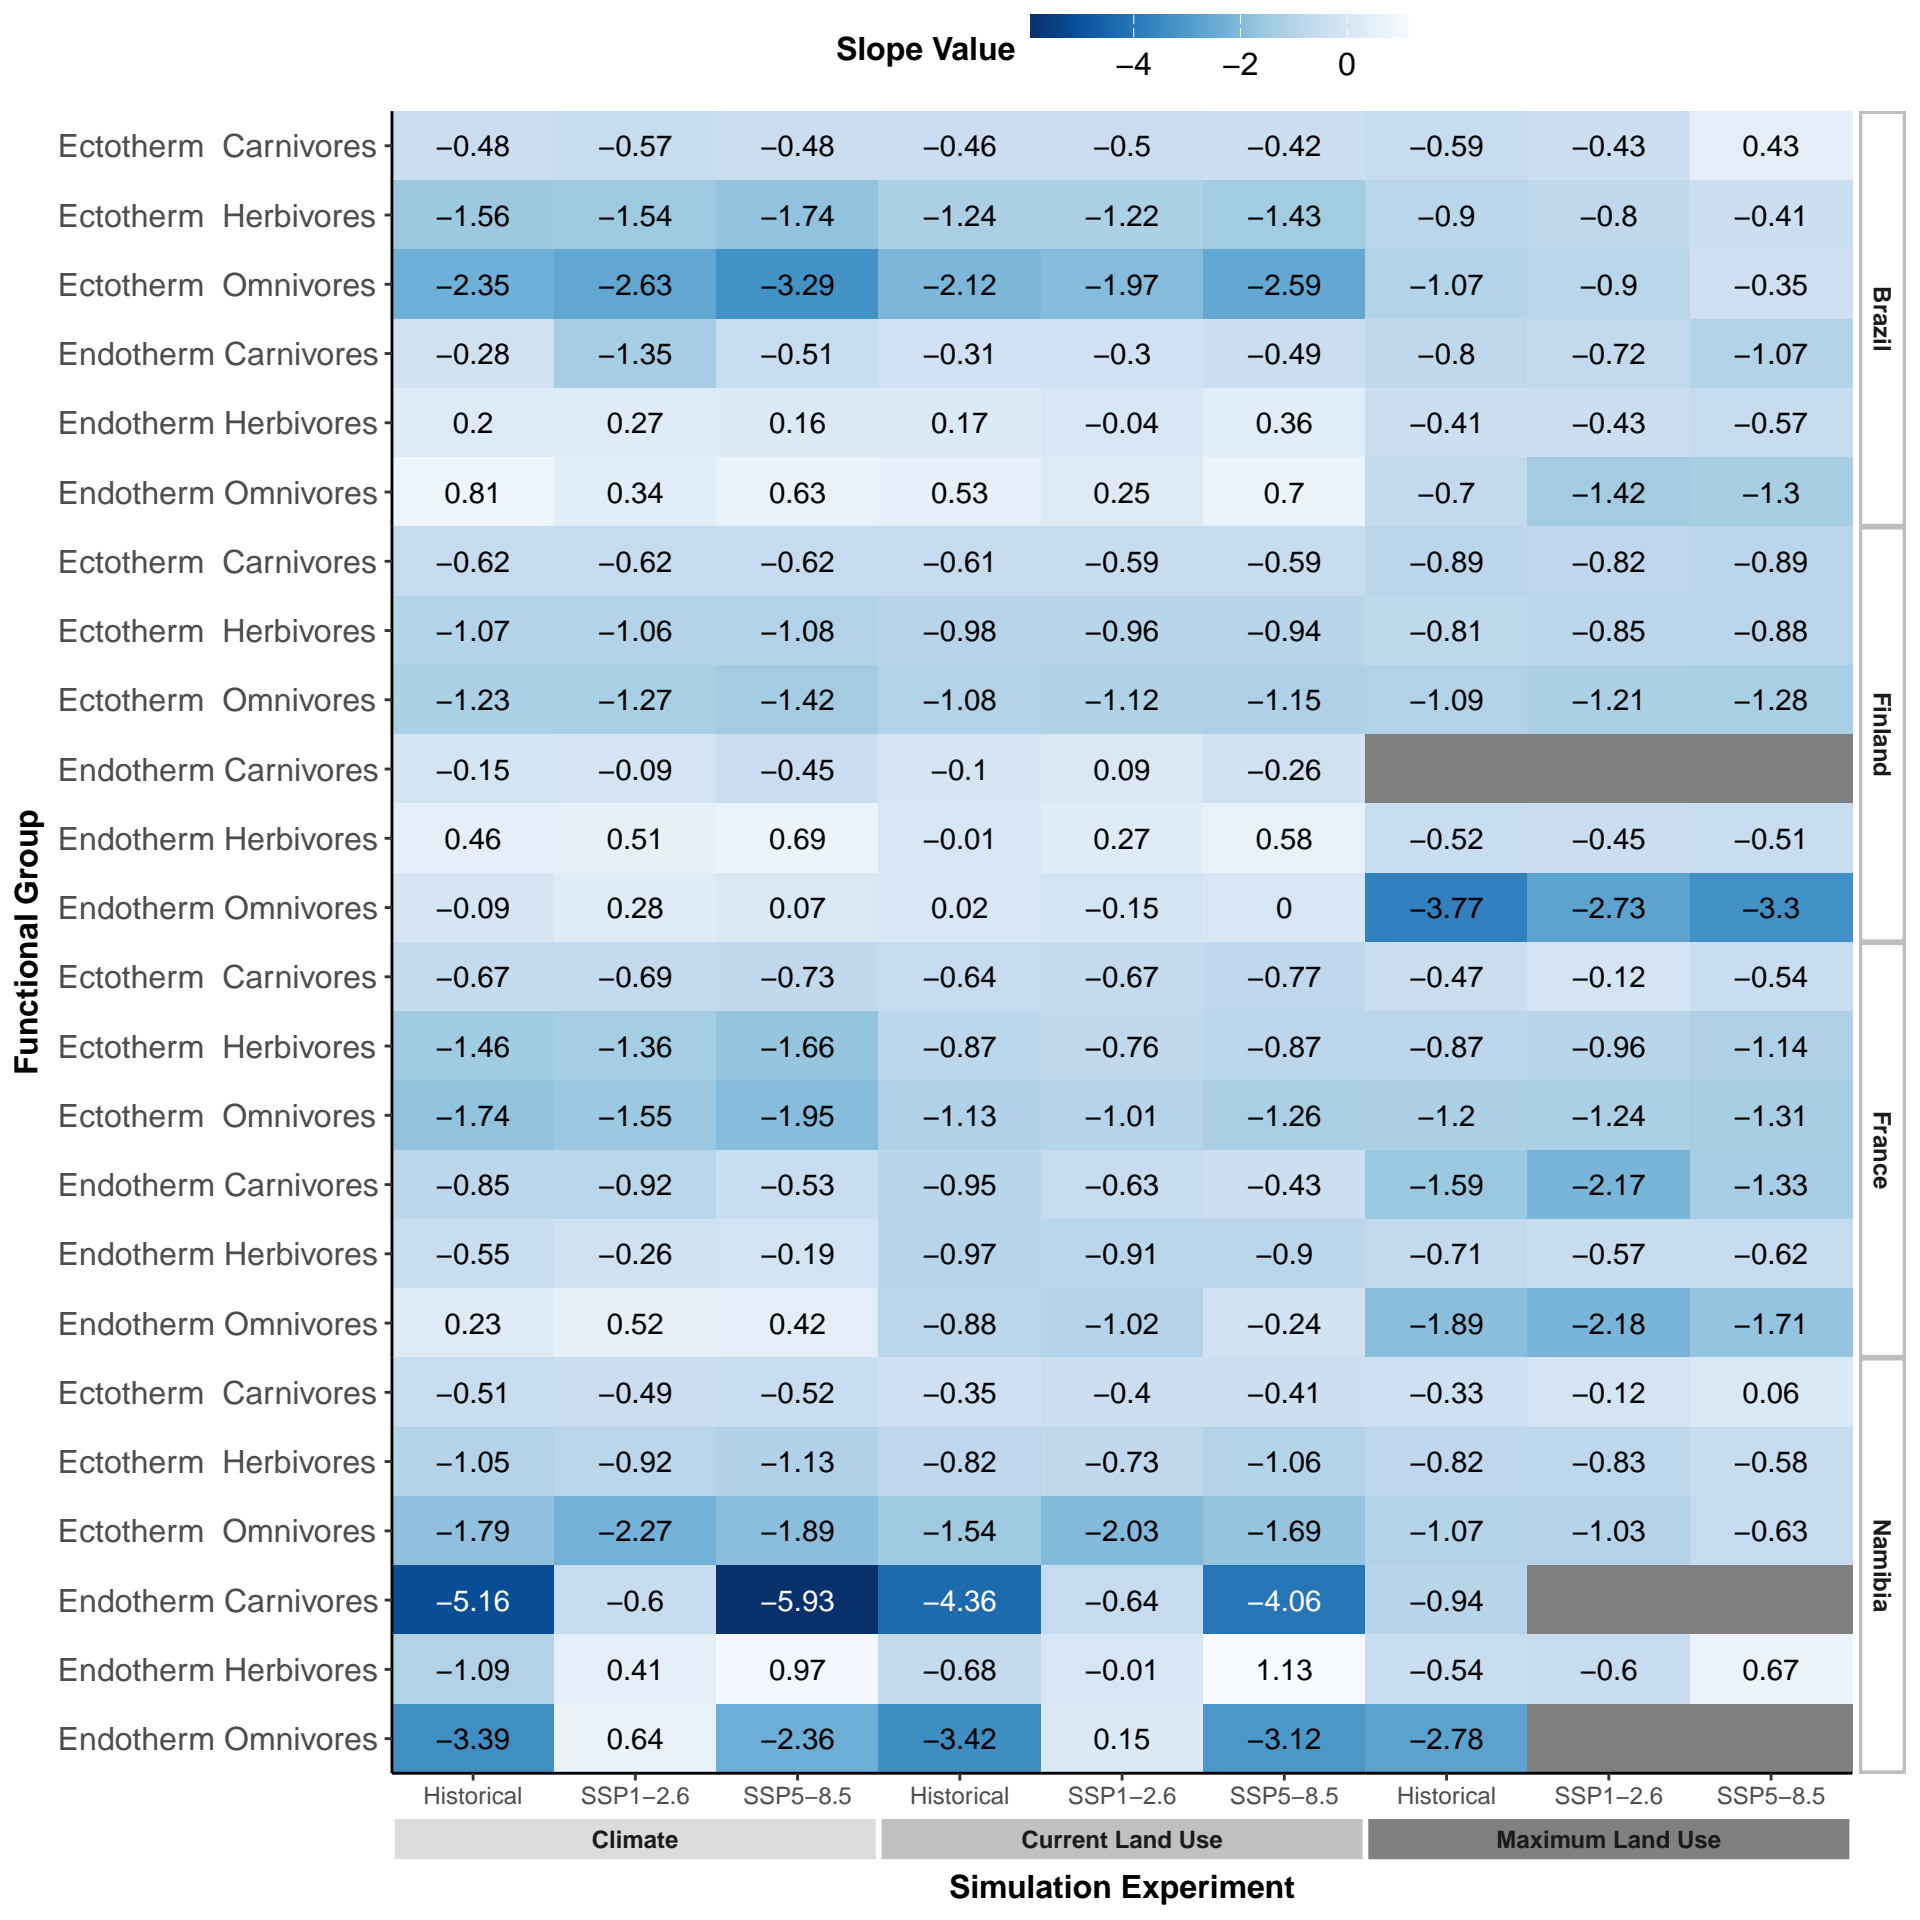 Slope Value
−4 −2 0
Ectotherm Carnivores −0.48 −0.57 −0.48 −0.46 −0.5 −0.42 −0.59 −0.43 0.43
Ectotherm Herbivores −1.56 −1.54 −1.74 −1.24 −1.22 −1.43 −0.9 −0.8 −0.41
Ectotherm Omnivores −2.35 −2.63 −3.29 −2.12 −1.97 −2.59 −1.07 −0.9 −0.35
Endotherm Carnivores −0.28 −1.35 −0.51 −0.31 −0.3 −0.49 −0.8 −0.72 −1.07
Endotherm Herbivores 0.2 0.27 0.16 0.17 −0.04 0.36 −0.41 −0.43 −0.57
Endotherm Omnivores 0.81 0.34 0.63 0.53 0.25 0.7 −0.7 −1.42 −1.3
Brazil
Ectotherm Carnivores −0.62 −0.62 −0.62 −0.61 −0.59 −0.59 −0.89 −0.82 −0.89
Ectotherm Herbivores −1.07 −1.06 −1.08 −0.98 −0.96 −0.94 −0.81 −0.85 −0.88
Ectotherm Omnivores −1.23 −1.27 −1.42 −1.08 −1.12 −1.15 −1.09 −1.21 −1.28
Endotherm Carnivores −0.15 −0.09 −0.45 −0.1 0.09 −0.26
Endotherm Herbivores 0.46 0.51 0.69 −0.01 0.27 0.58 −0.52 −0.45 −0.51
Endotherm Omnivores −0.09 0.28 0.07 0.02 −0.15 0 −3.77 −2.73 −3.3
Finland
Functional Group
Ectotherm Carnivores −0.67 −0.69 −0.73 −0.64 −0.67 −0.77 −0.47 −0.12 −0.54
Ectotherm Herbivores −1.46 −1.36 −1.66 −0.87 −0.76 −0.87 −0.87 −0.96 −1.14
Ectotherm Omnivores −1.74 −1.55 −1.95 −1.13 −1.01 −1.26 −1.2 −1.24 −1.31
Endotherm Carnivores −0.85 −0.92 −0.53 −0.95 −0.63 −0.43 −1.59 −2.17 −1.33
Endotherm Herbivores −0.55 −0.26 −0.19 −0.97 −0.91 −0.9 −0.71 −0.57 −0.62
Endotherm Omnivores 0.23 0.52 0.42 −0.88 −1.02 −0.24 −1.89 −2.18 −1.71
France
Ectotherm Carnivores −0.51 −0.49 −0.52 −0.35 −0.4 −0.41 −0.33 −0.12 0.06
Ectotherm Herbivores −1.05 −0.92 −1.13 −0.82 −0.73 −1.06 −0.82 −0.83 −0.58
Ectotherm Omnivores −1.79 −2.27 −1.89 −1.54 −2.03 −1.69 −1.07 −1.03 −0.63
Endotherm Carnivores −5.16 −0.6 −5.93 −4.36 −0.64 −4.06 −0.94
Endotherm Herbivores −1.09 0.41 0.97 −0.68 −0.01 1.13 −0.54 −0.6 0.67
Endotherm Omnivores −3.39 0.64 −2.36 −3.42 0.15 −3.12 −2.78
Namibia
Historical SSP1−2.6 SSP5−8.5 Historical SSP1−2.6 SSP5−8.5 Historical SSP1−2.6 SSP5−8.5
Climate Current Land Use Maximum Land Use
Simulation Experiment